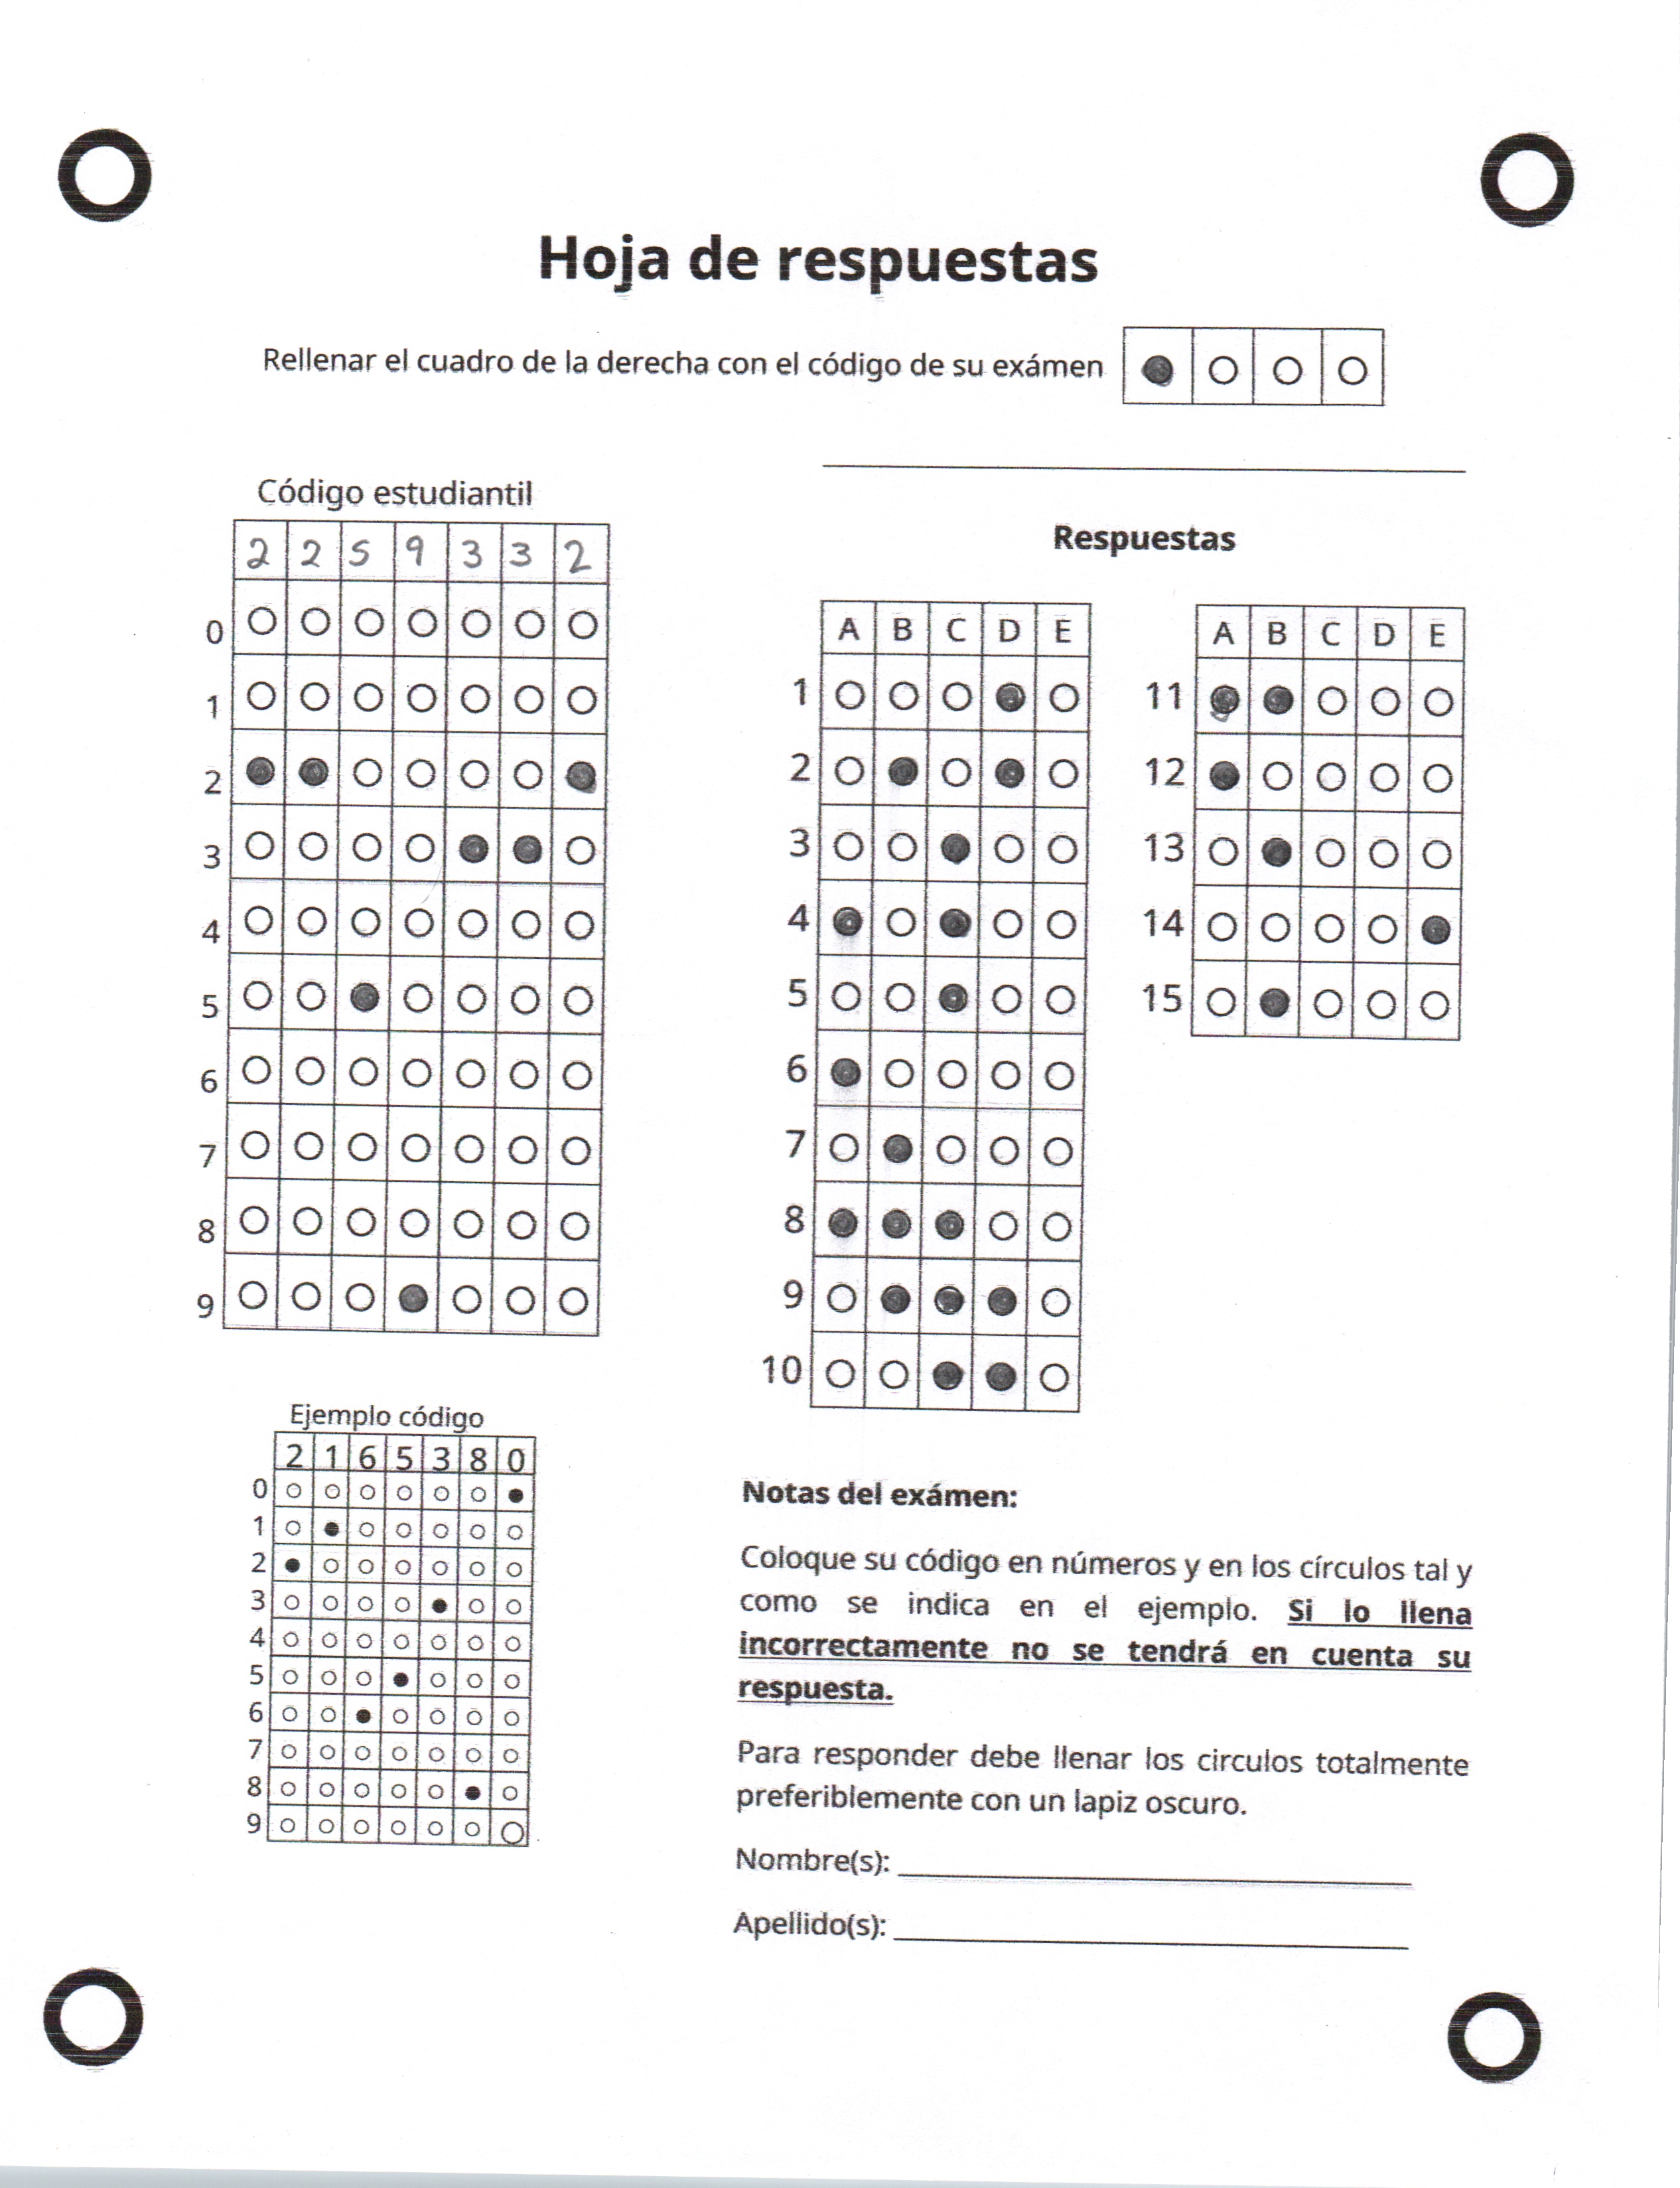 Hoja de respuestas
Rellenar el cuadro de la derecha con el código de su exámen
Código estudiantil
2 2 5 9 3 3 2
0
1
2
3
4
5
6
7
8
9
Respuestas
A B C D E
1
2
3
4
5
6
7
8
9
10
A B C D E
11
12
13
14
15
Ejemplo código
2 1 6 5 3 8 0
0
1
2
3
4
5
6
7
8
9
Notas del exámen:
Coloque su código en números y en los círculos tal y
como se indica en el ejemplo. Si lo llena
incorrectamente no se tendrá en cuenta su
respuesta.
Para responder debe llenar los circulos totalmente
preferiblemente con un lapiz oscuro.
Nombre(s):
Apellido(s):